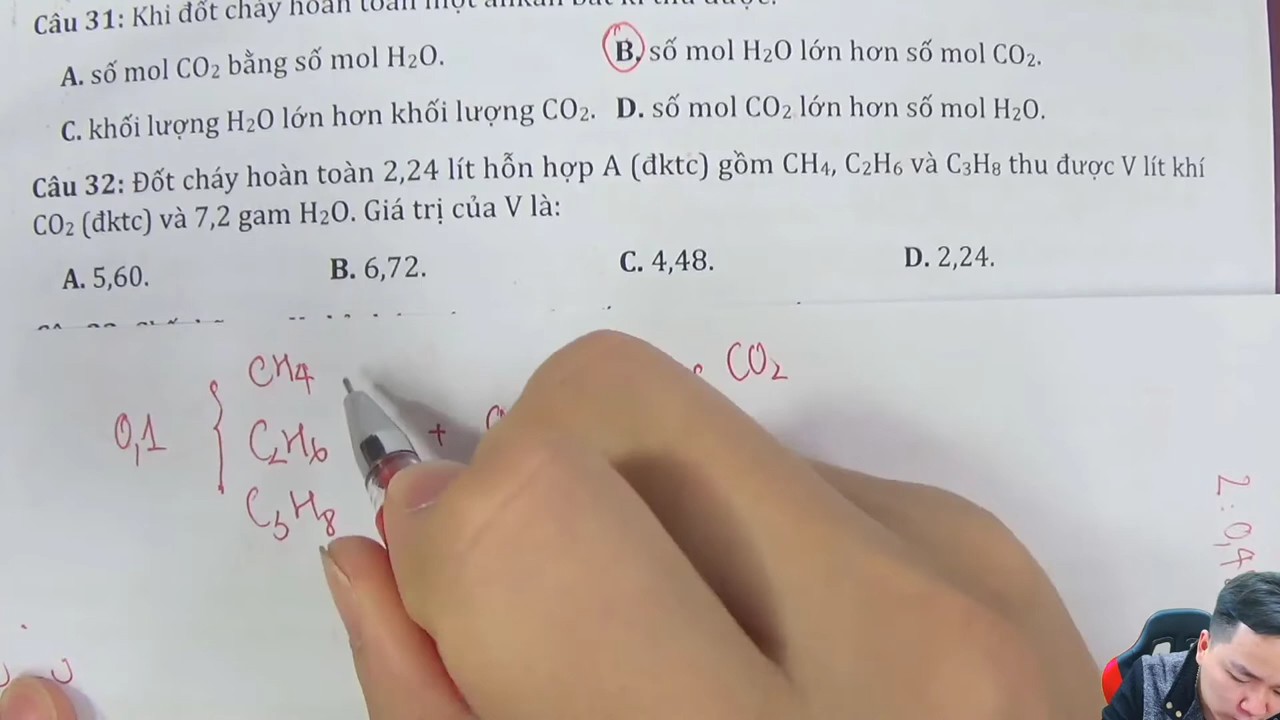 Câu 31: Khi đốt cháy hoàn toàn một ankan bất kì thu được:
A. số mol CO₂ bằng số mol H₂O. B. số mol H₂O lớn hơn số mol CO₂.
C. khối lượng H₂O lớn hơn khối lượng CO₂. D. số mol CO₂ lớn hơn số mol H₂O.
Câu 32: Đốt cháy hoàn toàn 2,24 lít hỗn hợp A (đktc) gồm CH₄, C₂H₆ và C₃H₈ thu được V lít khí
CO₂ (đktc) và 7,2 gam H₂O. Giá trị của V là:
A. 5,60. B. 6,72. C. 4,48. D. 2,24.
CH4 CO₂
0,1 C₂H₆ +
C₃H₈
2:0,4